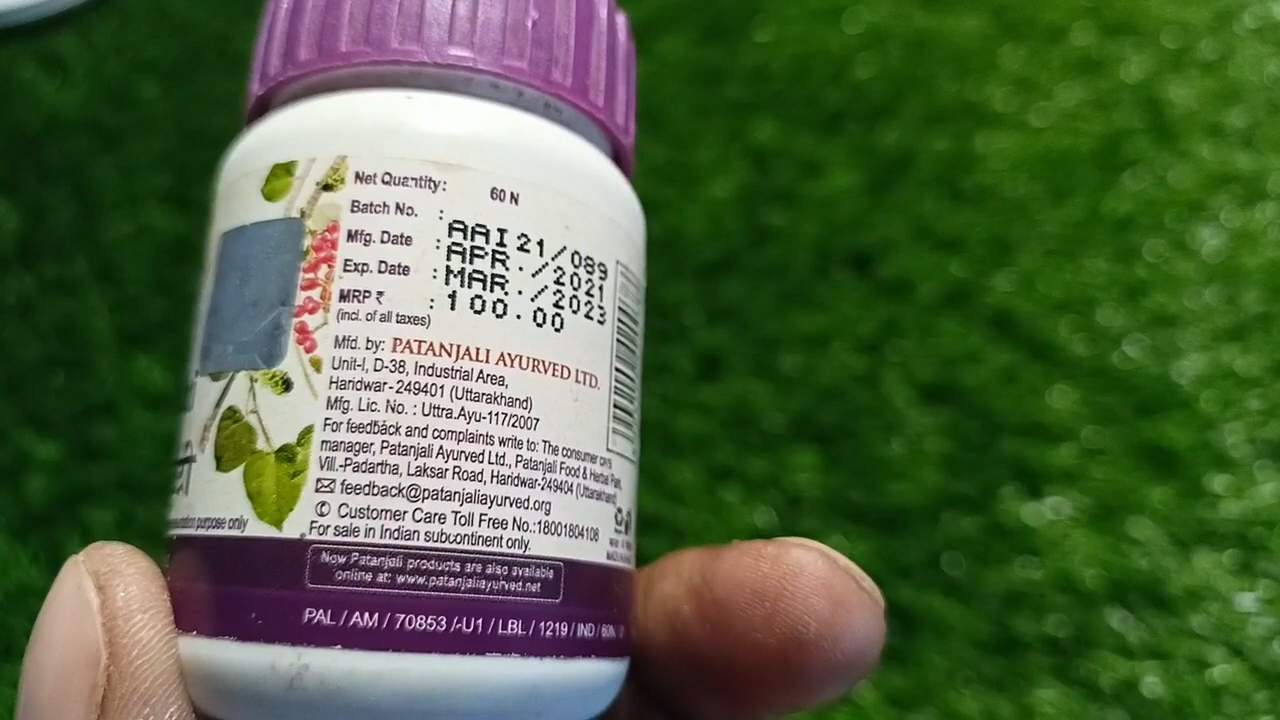 Net Quantity: 60 N
Batch No. : AAI21/089
Mfg. Date : APR./2021
Exp. Date : MAR./2023
MRP ₹ : 100.00
(incl. of all taxes)
Mfd. by: PATANJALI AYURVED LTD.
Unit-I, D-38, Industrial Area,
Haridwar-249401 (Uttarakhand)
Mfg. Lic. No. : Uttra.Ayu-117/2007
For feedback and complaints write to: The consumer care
manager, Patanjali Ayurved Ltd., Patanjali Food & Herbal Park,
Vill.-Padartha, Laksar Road, Haridwar-249404 (Uttarakhand)
feedback@patanjaliayurved.org
Customer Care Toll Free No.:18001804108
For sale in Indian subcontinent only.
purpose only
Now Patanjali products are also available
online at: www.patanjaliayurved.net
PAL / AM / 70853 /-U1 / LBL / 1219 / IND / 60N